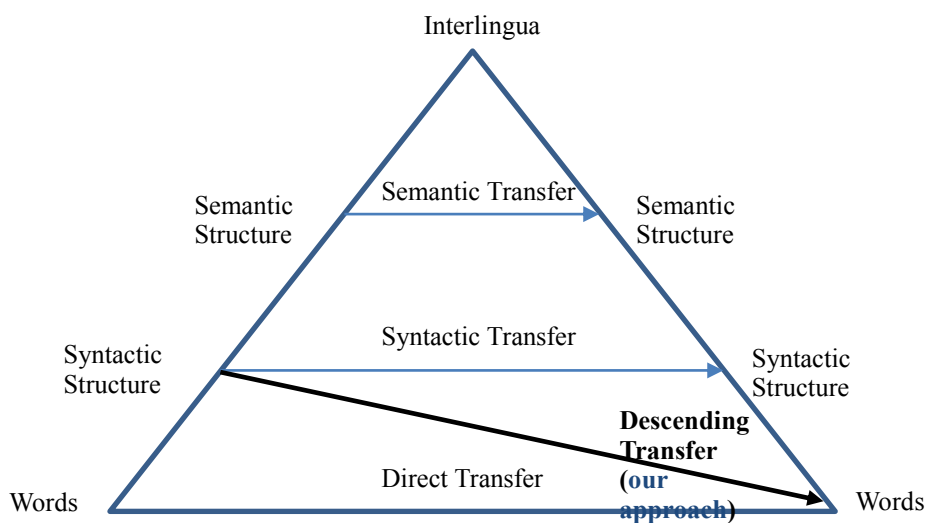 Interlingua
Semantic Transfer
Semantic
Structure
Semantic
Structure
Syntactic Transfer
Syntactic
Structure
Syntactic
Structure
Descending
Transfer
(our
approach)
Direct Transfer
Words
Words